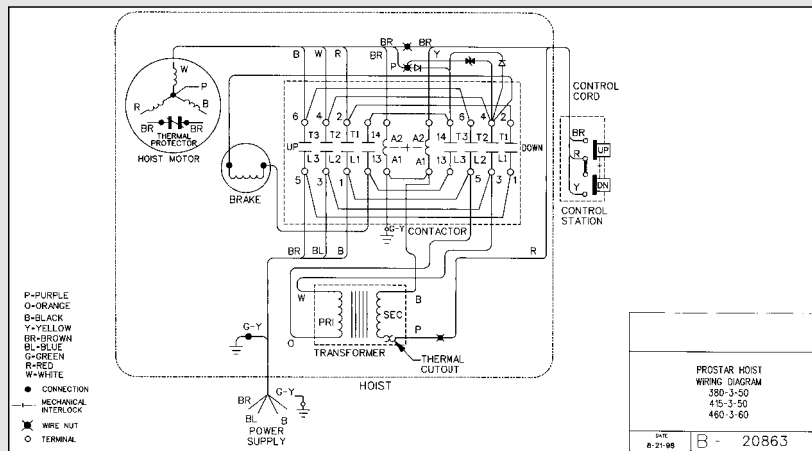 BR
BR
BR
B
W
R
Y
P
W
P
R
B
BR
BR
THERMAL
PROTECTOR
HOIST MOTOR
CONTROL
CORD
6
4
2
6
4
2
T3
T2
T1
14
A2
A2
14
T3
T2
T1
UP
DOWN
L3
L2
L1
13
A1
A1
13
L3
L2
L1
5
3
1
5
3
1
BR
UP
R
Y
DN
CONTROL
STATION
BRAKE
G-Y
CONTACTOR
BR
BL
B
R
W
B
PRI
SEC
P
O
TRANSFORMER
THERMAL
CUTOUT
HOIST
G-Y
P-PURPLE
O-ORANGE
B-BLACK
Y-YELLOW
BR-BROWN
BL-BLUE
G-GREEN
R-RED
W-WHITE
CONNECTION
MECHANICAL
INTERLOCK
WIRE NUT
TERMINAL
BR
BL
B
G-Y
POWER
SUPPLY
PROSTAR HOIST
WIRING DIAGRAM
380-3-50
415-3-50
460-3-60
DATE
8-21-98
B - 20863